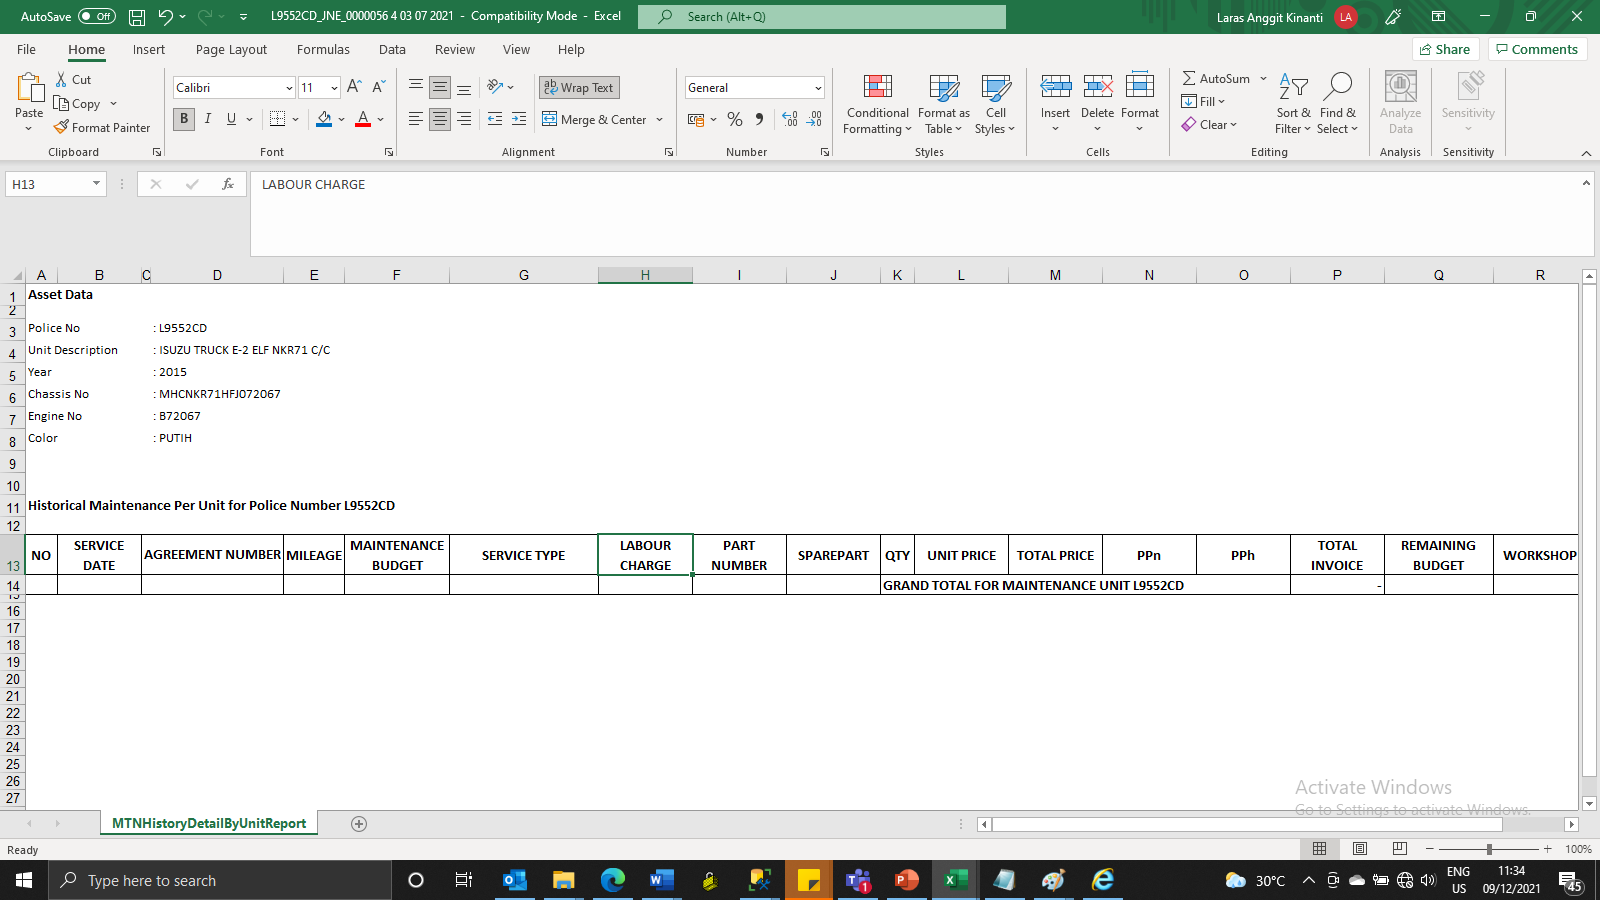 AutoSave Off L9552CD_JNE_0000056 4 03 07 2021 - Compatibility Mode - Excel Search (Alt+Q) Laras Anggit Kinanti LA
File Home Insert Page Layout Formulas Data Review View Help Share Comments
Paste Cut Copy Format Painter Clipboard
Calibri 11 B I U Font
Wrap Text Merge & Center Alignment
General % Number
Conditional Formatting Format as Table Cell Styles Styles
Insert Delete Format Cells
AutoSum Fill Clear Sort & Filter Find & Select Editing
Analyze Data Analysis
Sensitivity Sensitivity
H13 fx LABOUR CHARGE
A B C D E F G H I J K L M N O P Q R
1 Asset Data
2
3 Police No : L9552CD
4 Unit Description : ISUZU TRUCK E-2 ELF NKR71 C/C
5 Year : 2015
6 Chassis No : MHCNKR71HFJ072067
7 Engine No : B72067
8 Color : PUTIH
9
10
11 Historical Maintenance Per Unit for Police Number L9552CD
12
13 NO SERVICE DATE AGREEMENT NUMBER MILEAGE MAINTENANCE BUDGET SERVICE TYPE LABOUR CHARGE PART NUMBER SPAREPART QTY UNIT PRICE TOTAL PRICE PPn PPh TOTAL INVOICE REMAINING BUDGET WORKSHOP
14 GRAND TOTAL FOR MAINTENANCE UNIT L9552CD -
15
16
17
18
19
20
21
22
23
24
25
26
27
Activate Windows
Go to Settings to activate Windows.
MTNHistoryDetailByUnitReport
Ready 100%
Type here to search 1 30°C ENG US 11:34 09/12/2021 45